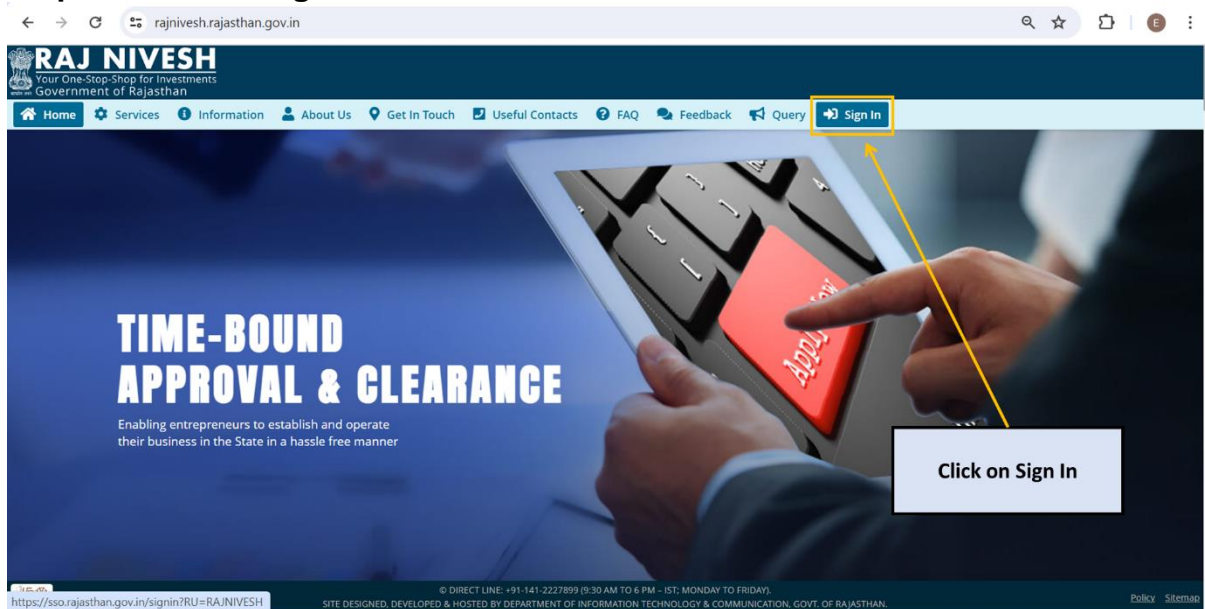 rajnivesh.rajasthan.gov.in
E
RAJ NIVESH
Your One-Stop-Shop for Investments
Government of Rajasthan
Home Services Information About Us Get In Touch Useful Contacts FAQ Feedback Query Sign In
Apply Now
TIME-BOUND
APPROVAL & CLEARANCE
Enabling entrepreneurs to establish and operate
their business in the State in a hassle free manner
Click on Sign In
© DIRECT LINE: +91-141-2227899 (9:30 AM TO 6 PM – IST; MONDAY TO FRIDAY).
https://sso.rajasthan.gov.in/signin?RU=RAJNIVESH
SITE DESIGNED, DEVELOPED & HOSTED BY DEPARTMENT OF INFORMATION TECHNOLOGY & COMMUNICATION, GOVT. OF RAJASTHAN.
Policy Sitemap